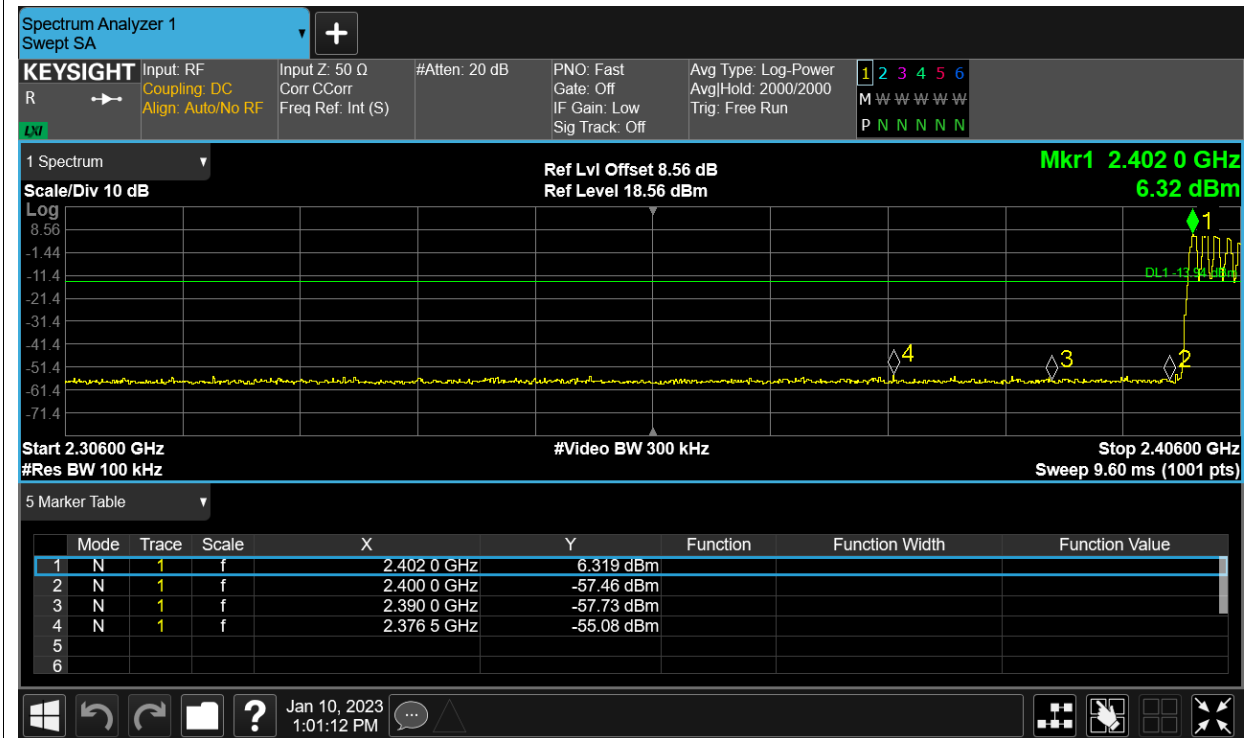 Spectrum Analyzer 1
Swept SA
KEYSIGHT Input: RF Input Z: 50 Ω #Atten: 20 dB PNO: Fast Avg Type: Log-Power 1 2 3 4 5 6
R Coupling: DC Corr CCorr Gate: Off Avg|Hold: 2000/2000 M W W W W W
Align: Auto/No RF Freq Ref: Int (S) IF Gain: Low Trig: Free Run
LXI Sig Track: Off P N N N N N
1 Spectrum Ref Lvl Offset 8.56 dB Mkr1 2.402 0 GHz
Scale/Div 10 dB Ref Level 18.56 dBm 6.32 dBm
Log
1
8.56
-1.44
-11.4 DL1 -13.94 dBm
-21.4
-31.4
-41.4
4 3 2
-51.4
-61.4
-71.4
Start 2.30600 GHz #Video BW 300 kHz Stop 2.40600 GHz
#Res BW 100 kHz Sweep 9.60 ms (1001 pts)
5 Marker Table
Mode Trace Scale X Y Function Function Width Function Value
1 N 1 f 2.402 0 GHz 6.319 dBm
2 N 1 f 2.400 0 GHz -57.46 dBm
3 N 1 f 2.390 0 GHz -57.73 dBm
4 N 1 f 2.376 5 GHz -55.08 dBm
5
6
? Jan 10, 2023
1:01:12 PM